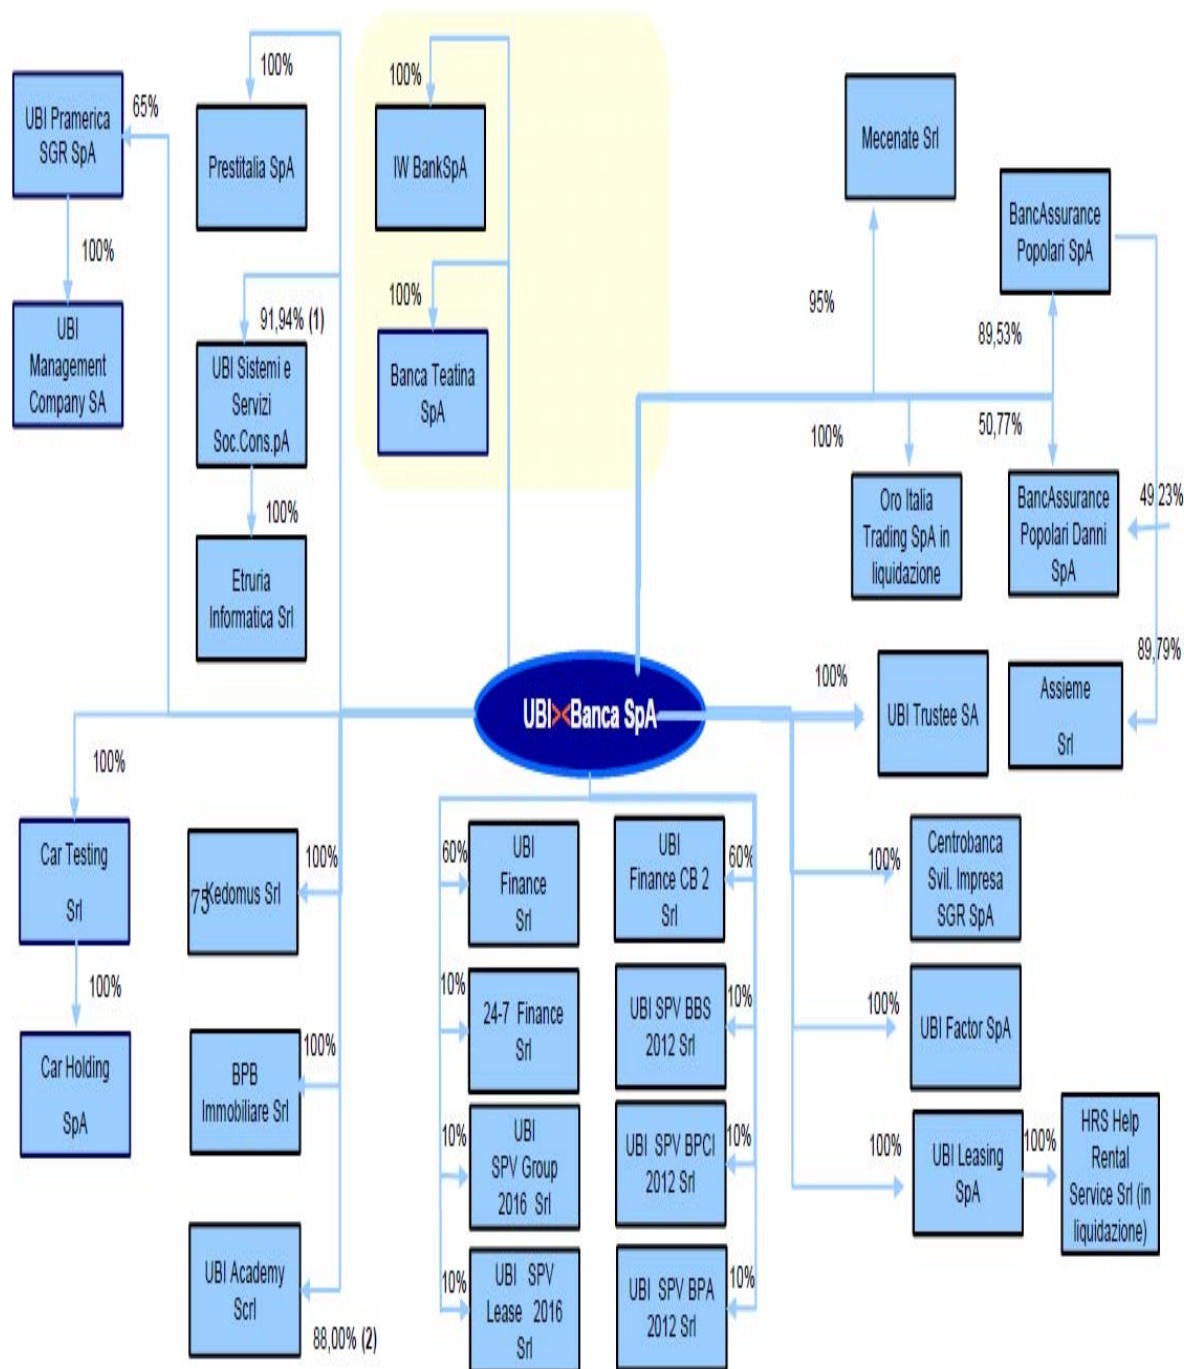 100%
100%
65%
UBI Pramerica
SGR SpA
Prestitalia SpA
IW BankSpA
Mecenate Srl
BancAssurance
Popolari SpA
100%
100%
91,94% (1)
95%
89,53%
UBI
Management
Company SA
UBI Sistemi e
Servizi
Soc.Cons.pA
Banca Teatina
SpA
100%
50,77%
100%
Oro Italia
Trading SpA in
liquidazione
BancAssurance
Popolari Danni
SpA
49,23%
Etruria
Informatica Srl
UBI><Banca SpA
100%
UBI Trustee SA
Assieme
Srl
89,79%
100%
Car Testing
Srl
75
Kedomus Srl
100%
60%
UBI
Finance
Srl
UBI
Finance CB 2
Srl
60%
100%
Centrobanca
Svil. Impresa
SGR SpA
100%
Car Holding
SpA
BPB
Immobiliare Srl
100%
10%
24-7 Finance
Srl
UBI SPV BBS
2012 Srl
10%
100%
UBI Factor SpA
10%
UBI
SPV Group
2016 Srl
UBI SPV BPCI
2012 Srl
10%
100%
UBI Leasing
SpA
100%
HRS Help
Rental
Service Srl (in
liquidazione)
UBI Academy
Scrl
88,00% (2)
10%
UBI SPV
Lease 2016
Srl
UBI SPV BPA
2012 Srl
10%